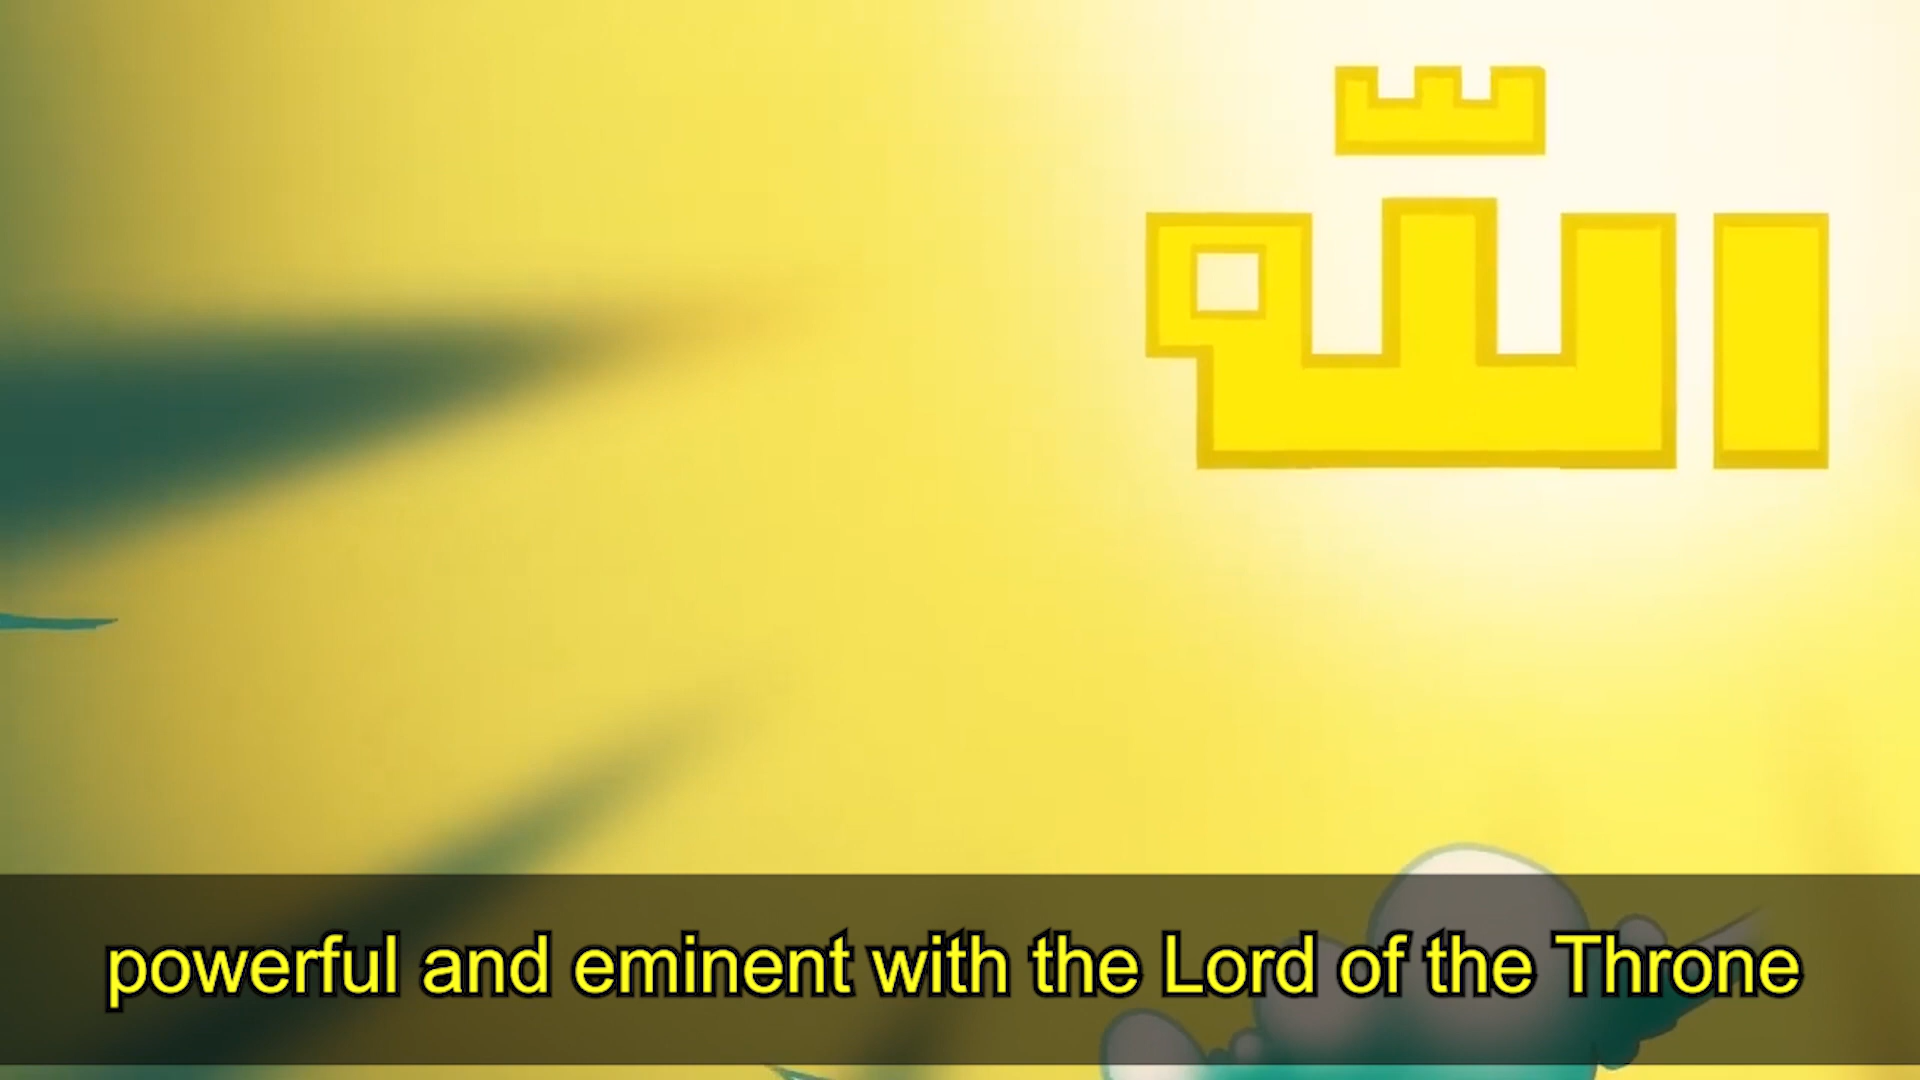 الله
powerful and eminent with the Lord of the Throne